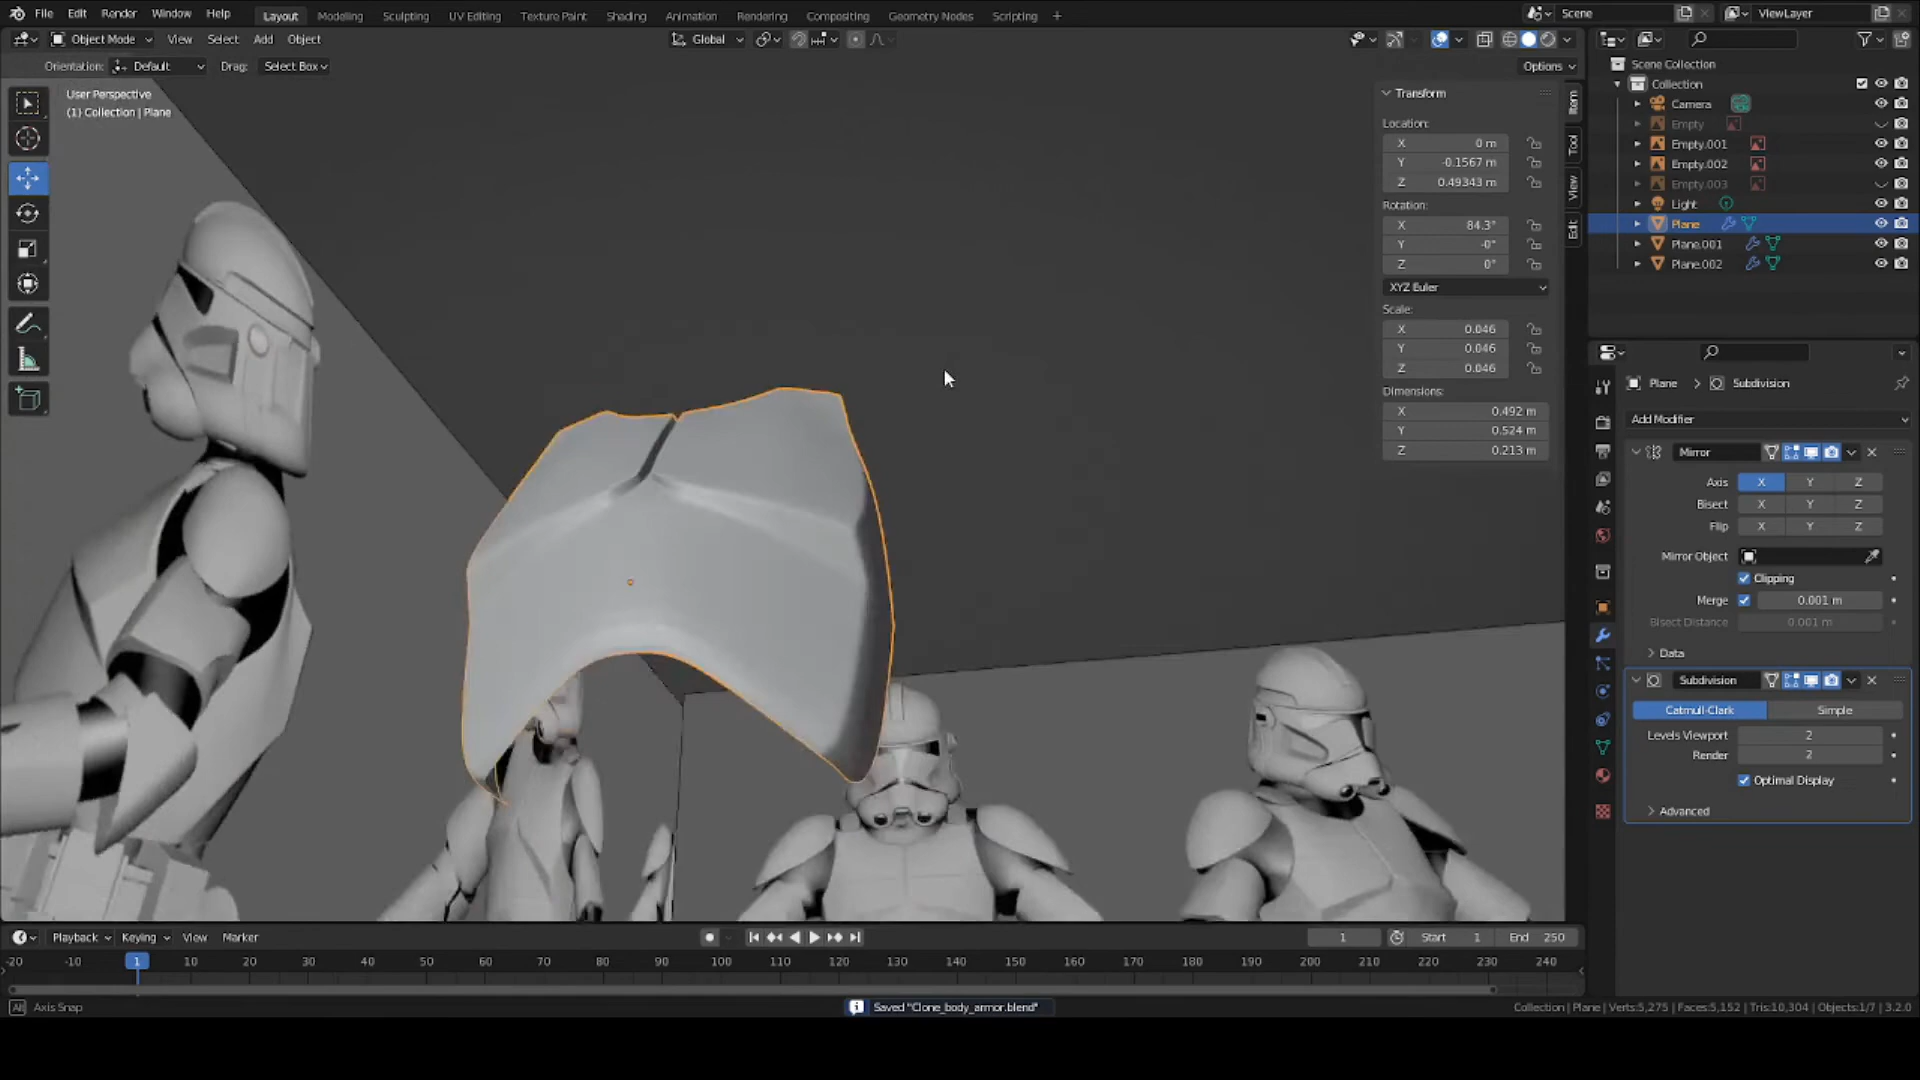 File Edit Render Window Help Layout Modeling Sculpting UV Editing Texture Paint Shading Animation Rendering Compositing Geometry Nodes Scripting + Scene ViewLayer
Object Mode View Select Add Object Global
Orientation: Default Drag: Select Box Options
User Perspective
(1) Collection | Plane
Transform
Location:
X 0 m
Y -0.1567 m
Z 0.49343 m
Rotation:
X 84.3°
Y -0°
Z 0°
XYZ Euler
Scale:
X 0.046
Y 0.046
Z 0.046
Dimensions:
X 0.492 m
Y 0.524 m
Z 0.213 m
Item
Tool
View
Edit
Scene Collection
Collection
Camera
Empty
Empty.001
Empty.002
Empty.003
Light
Plane
Plane.001
Plane.002
Plane > Subdivision
Add Modifier
Mirror
Axis X Y Z
Bisect X Y Z
Flip X Y Z
Mirror Object
Clipping
Merge 0.001 m
Bisect Distance 0.001 m
Data
Subdivision
Catmull-Clark Simple
Levels Viewport 2
Render 2
Optimal Display
Advanced
Playback Keying View Marker 1 Start 1 End 250
-20 -10 1 10 20 30 40 50 60 70 80 90 100 110 120 130 140 150 160 170 180 190 200 210 220 230 240
Alt Axis Snap Saved "Clone_body_armor.blend" Collection | Plane | Verts:5,275 | Faces:5,152 | Tris:10,304 | Objects:1/7 | 3.2.0